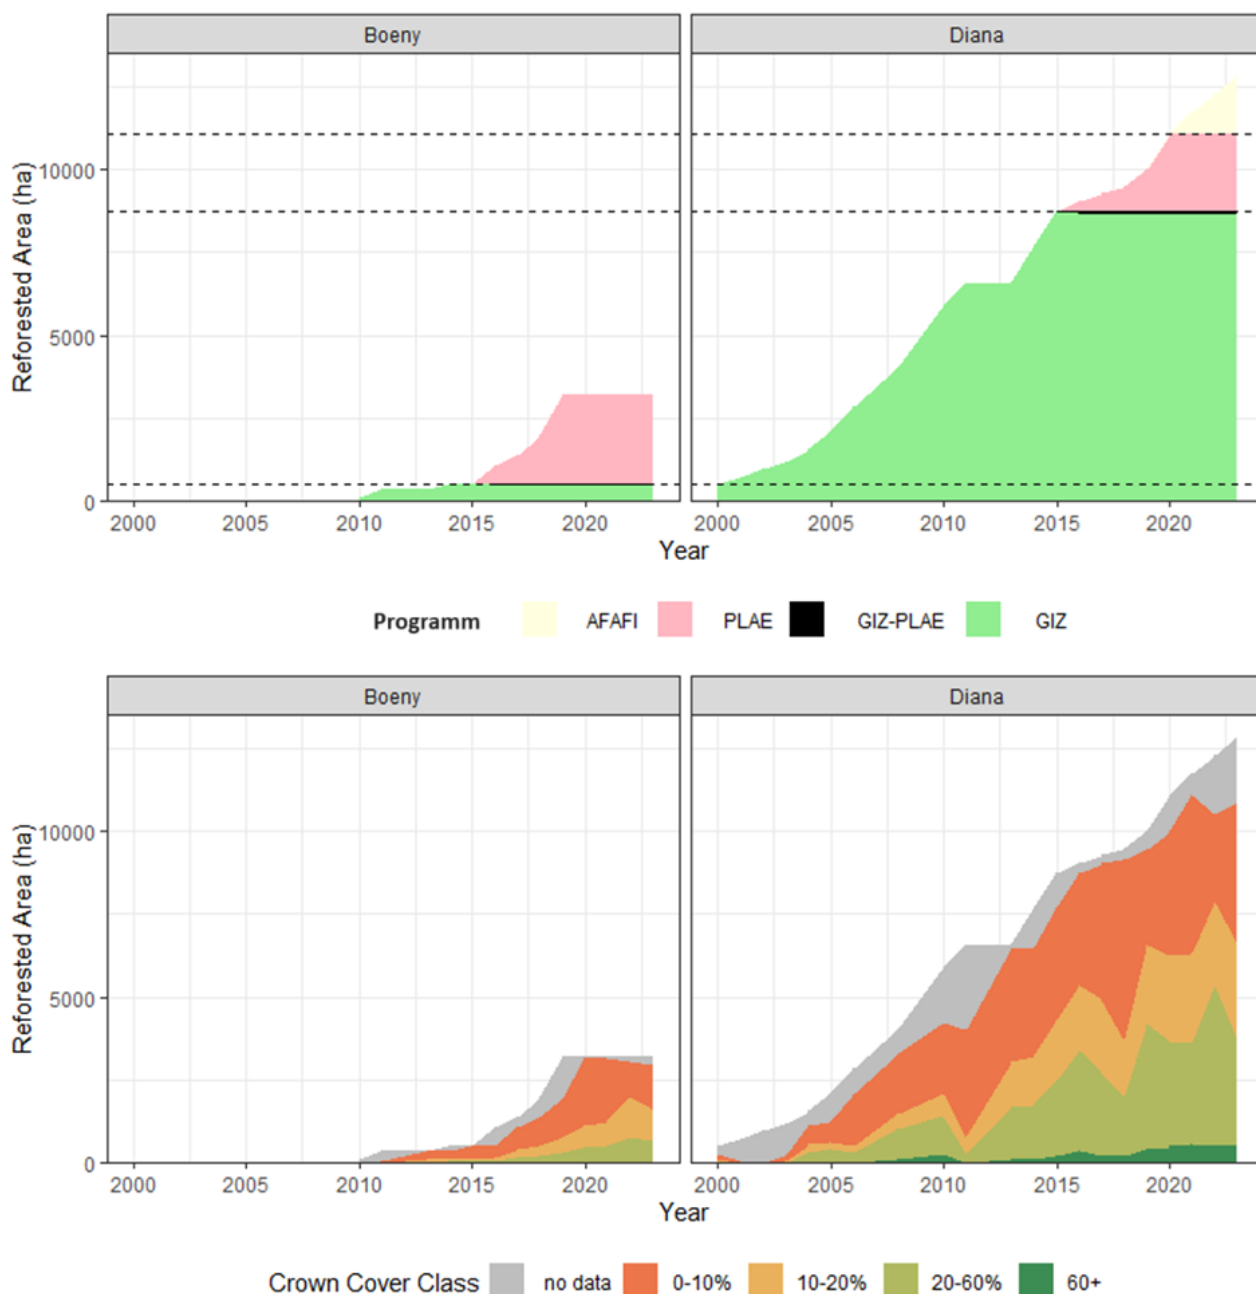 Boeny Diana
Reforested Area (ha)
10000
5000
0
2000 2005 2010 2015 2020 2000 2005 2010 2015 2020
Year
Programm AFAFI PLAE GIZ-PLAE GIZ
Boeny Diana
Reforested Area (ha)
10000
5000
0
2000 2005 2010 2015 2020 2000 2005 2010 2015 2020
Year
Crown Cover Class no data 0-10% 10-20% 20-60% 60+